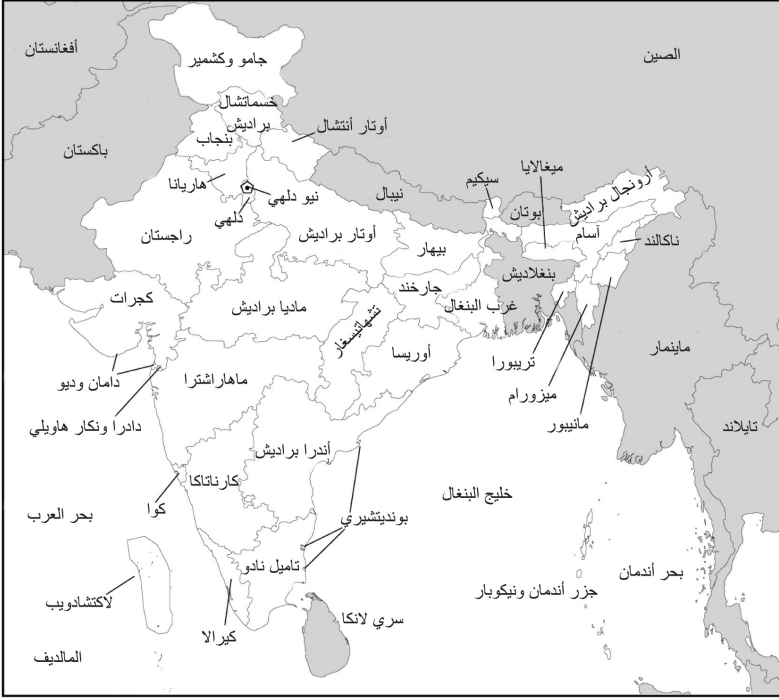 أفغانستان
الصين
جامو وكشمير
خسماتشال
براديش
أوتار أنتشال
بنجاب
باكستان
هاريانا
نيو دلهي
دلهي
نيبال
سيكيم
ميغالايا
بوتان
أرونجال براديش
آسام
ناكالند
راجستان
أوتار براديش
بيهار
بنغلاديش
جارخند
غرب البنغال
كجرات
ماديا براديش
تشهاتيسغار
أوريسا
تريبورا
ميزورام
مانيبور
ماينمار
تايلاند
دامان وديو
ماهاراشترا
دادرا ونكار هاويلي
أندرا براديش
كارناتاكا
كوا
خليج البنغال
بحر العرب
بونديتشيري
تاميل نادو
لاكتشادويب
كيرالا
سري لانكا
جزر أندمان ونيكوبار
بحر أندمان
المالديف